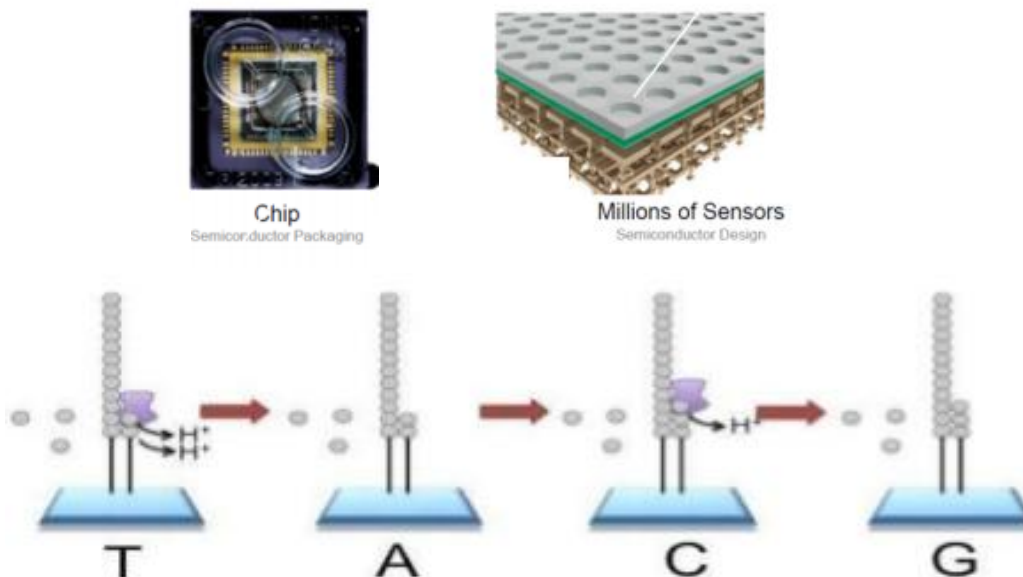 Chip
Semiconductor Packaging
Millions of Sensors
Semiconductor Design
H+
H+
H+
T
A
C
G